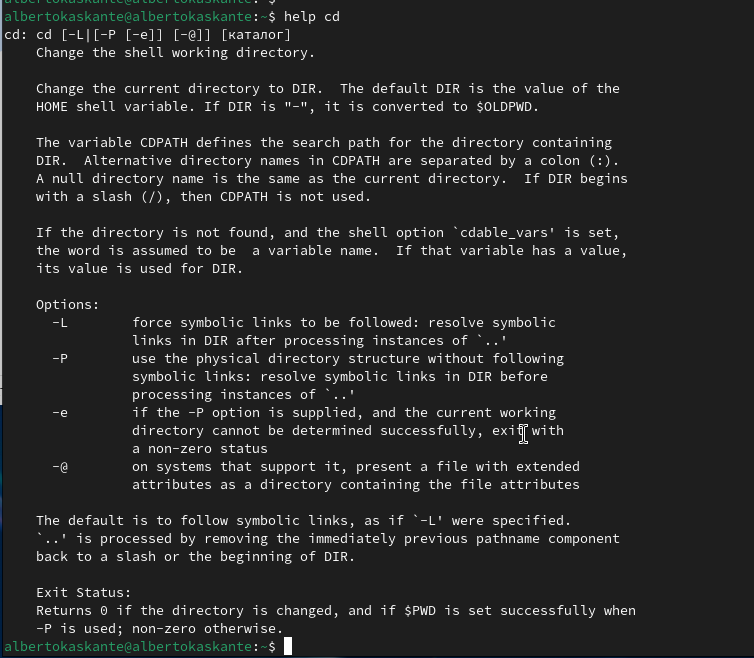 albertokaskante@albertokaskante:~$ help cd
cd: cd [-L|[-P [-e]] [-@]] [каталог]
    Change the shell working directory.

    Change the current directory to DIR.  The default DIR is the value of the
    HOME shell variable. If DIR is "-", it is converted to $OLDPWD.

    The variable CDPATH defines the search path for the directory containing
    DIR.  Alternative directory names in CDPATH are separated by a colon (:).
    A null directory name is the same as the current directory.  If DIR begins
    with a slash (/), then CDPATH is not used.

    If the directory is not found, and the shell option `cdable_vars' is set,
    the word is assumed to be  a variable name.  If that variable has a value,
    its value is used for DIR.

    Options:
      -L        force symbolic links to be followed: resolve symbolic
                links in DIR after processing instances of `..'
      -P        use the physical directory structure without following
                symbolic links: resolve symbolic links in DIR before
                processing instances of `..'
      -e        if the -P option is supplied, and the current working
                directory cannot be determined successfully, exit with
                a non-zero status
      -@        on systems that support it, present a file with extended
                attributes as a directory containing the file attributes

    The default is to follow symbolic links, as if `-L' were specified.
    `..' is processed by removing the immediately previous pathname component
    back to a slash or the beginning of DIR.

    Exit Status:
    Returns 0 if the directory is changed, and if $PWD is set successfully when
    -P is used; non-zero otherwise.
albertokaskante@albertokaskante:~$